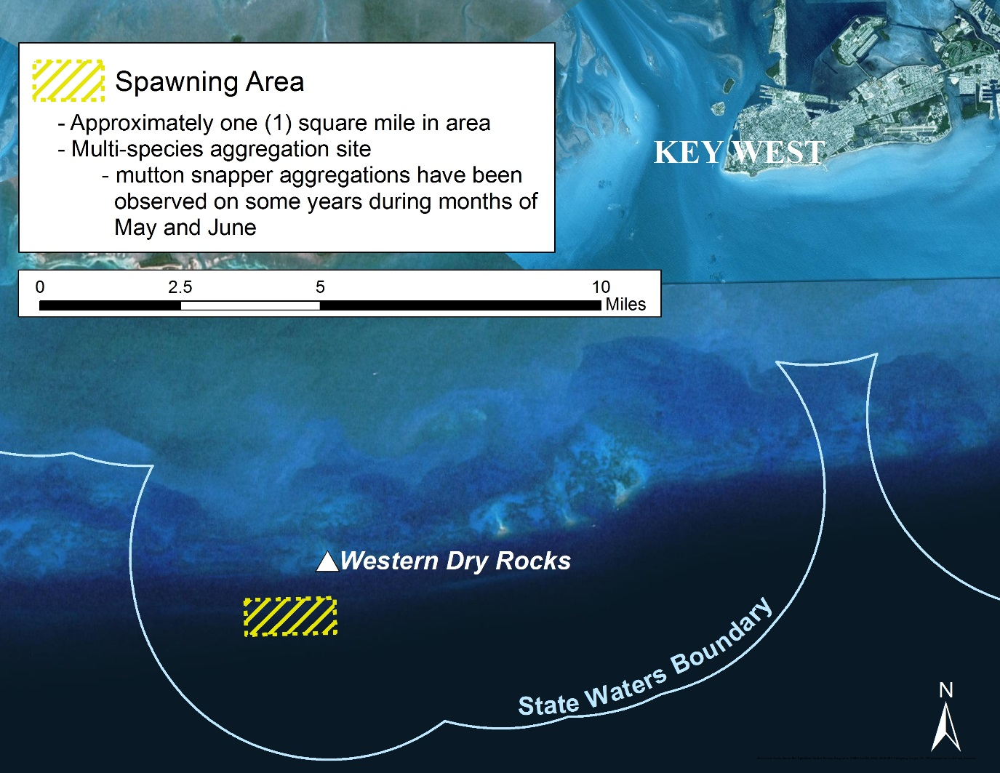 Spawning Area
- Approximately one (1) square mile in area
- Multi-species aggregation site
- mutton snapper aggregations have been
observed on some years during months of
May and June
KEY WEST
0 2.5 5 10
Miles
Western Dry Rocks
State Waters Boundary
N